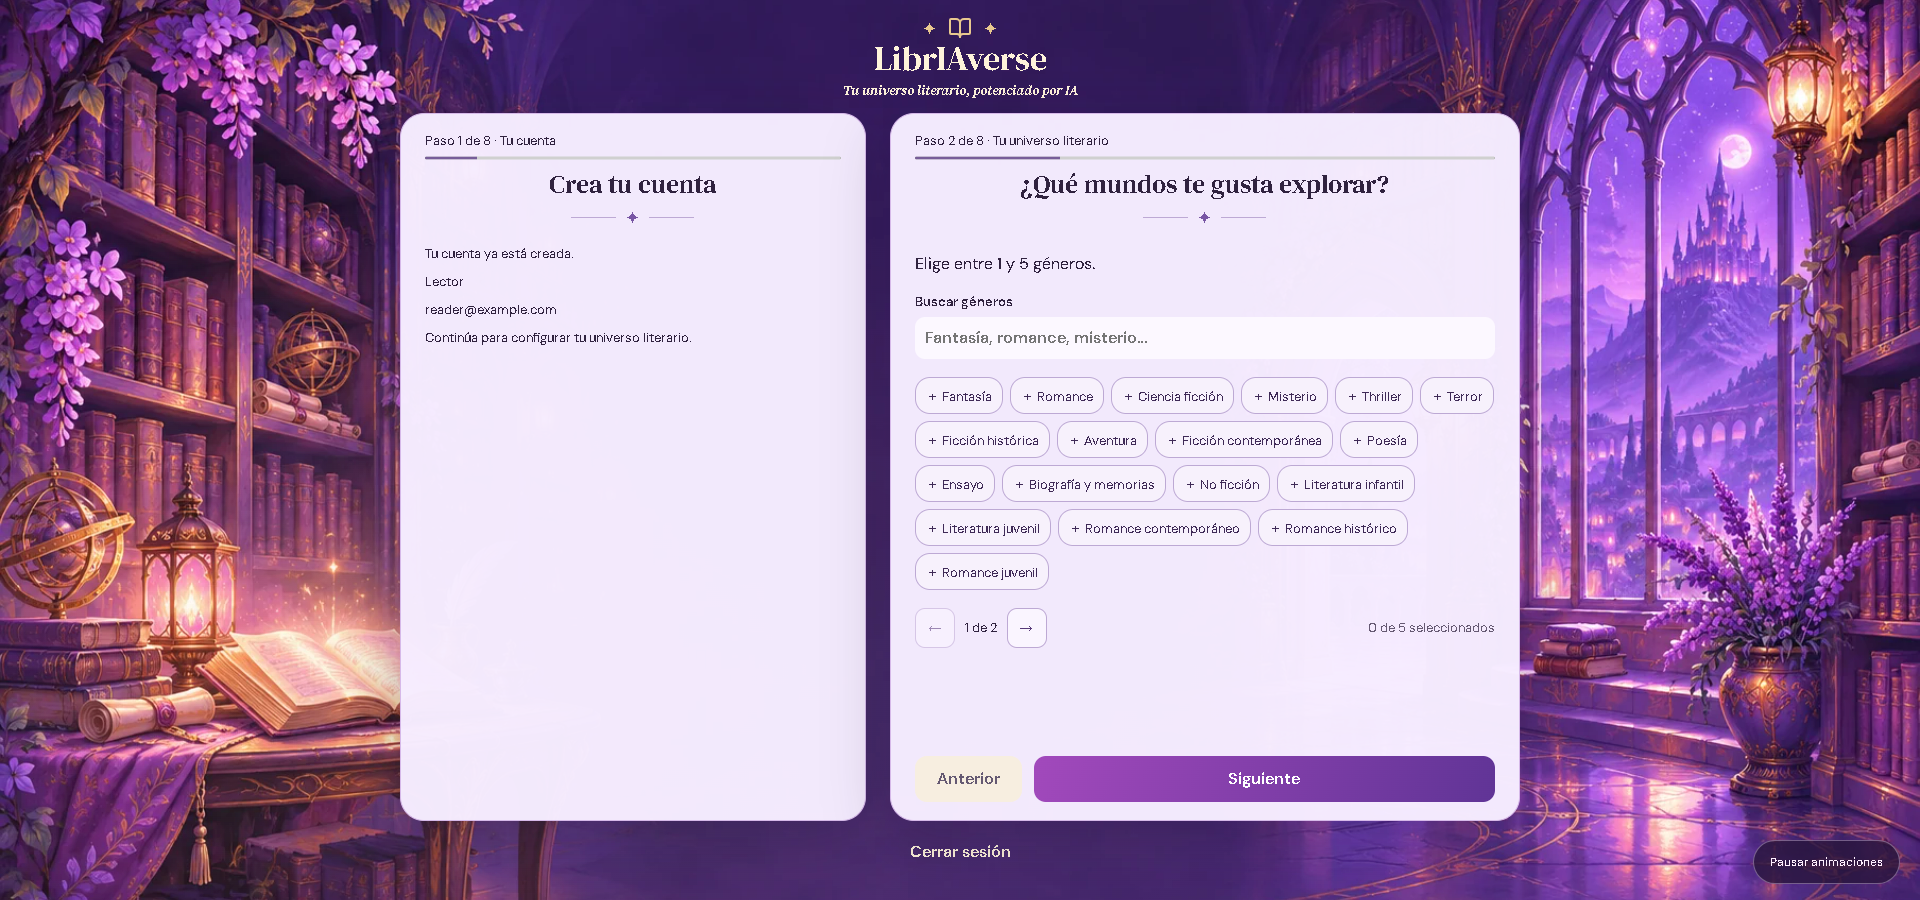 LibrIAverse
Tu universo literario, potenciado por IA
Paso 1 de 8 · Tu cuenta
Crea tu cuenta
Tu cuenta ya está creada.
Lector
reader@example.com
Continúa para configurar tu universo literario.
Paso 2 de 8 · Tu universo literario
¿Qué mundos te gusta explorar?
Elige entre 1 y 5 géneros.
Buscar géneros
Fantasía, romance, misterio...
+ Fantasía + Romance + Ciencia ficción + Misterio + Thriller + Terror
+ Ficción histórica + Aventura + Ficción contemporánea + Poesía
+ Ensayo + Biografía y memorias + No ficción + Literatura infantil
+ Literatura juvenil + Romance contemporáneo + Romance histórico
+ Romance juvenil
← 1 de 2 → 0 de 5 seleccionados
Anterior Siguiente
Cerrar sesión
Pausar animaciones